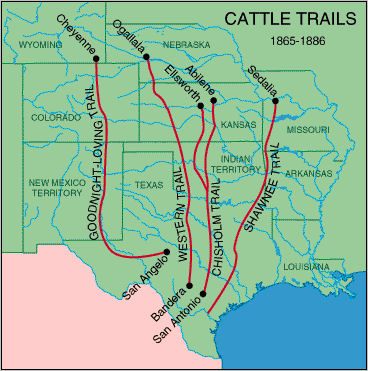 CATTLE TRAILS
1865-1886
Cheyenne
Ogallala
Ellsworth
Abilene
Sedalia
WYOMING
NEBRASKA
COLORADO
KANSAS
MISSOURI
INDIAN
TERRITORY
ARKANSAS
NEW MEXICO
TERRITORY
TEXAS
LOUISIANA
GOODNIGHT-LOVING TRAIL
WESTERN TRAIL
CHISHOLM TRAIL
SHAWNEE TRAIL
San Angelo
Bandera
San Antonio